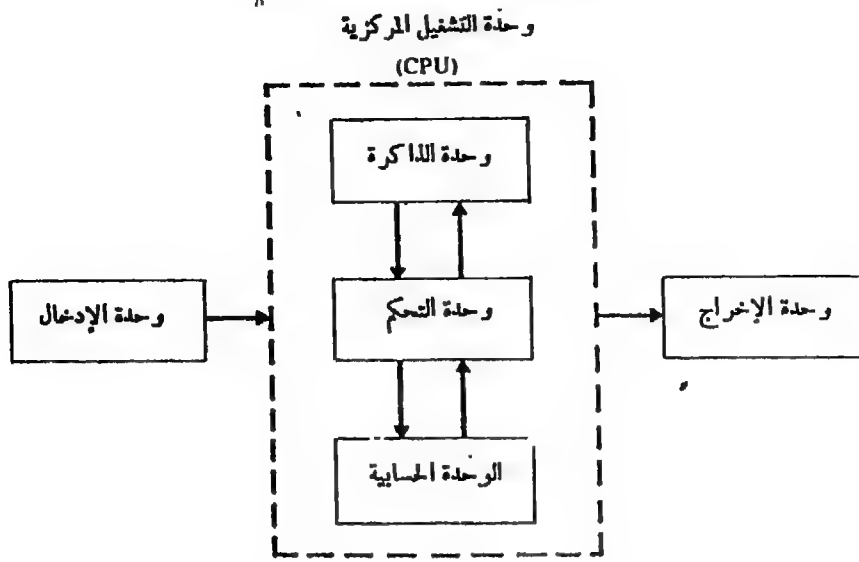 وحدة التشغيل المركزية
(CPU)
وحدة الذاكرة
وحدة الإدخال
وحدة التحكم
وحدة الإخراج
الوحدة الحسابية